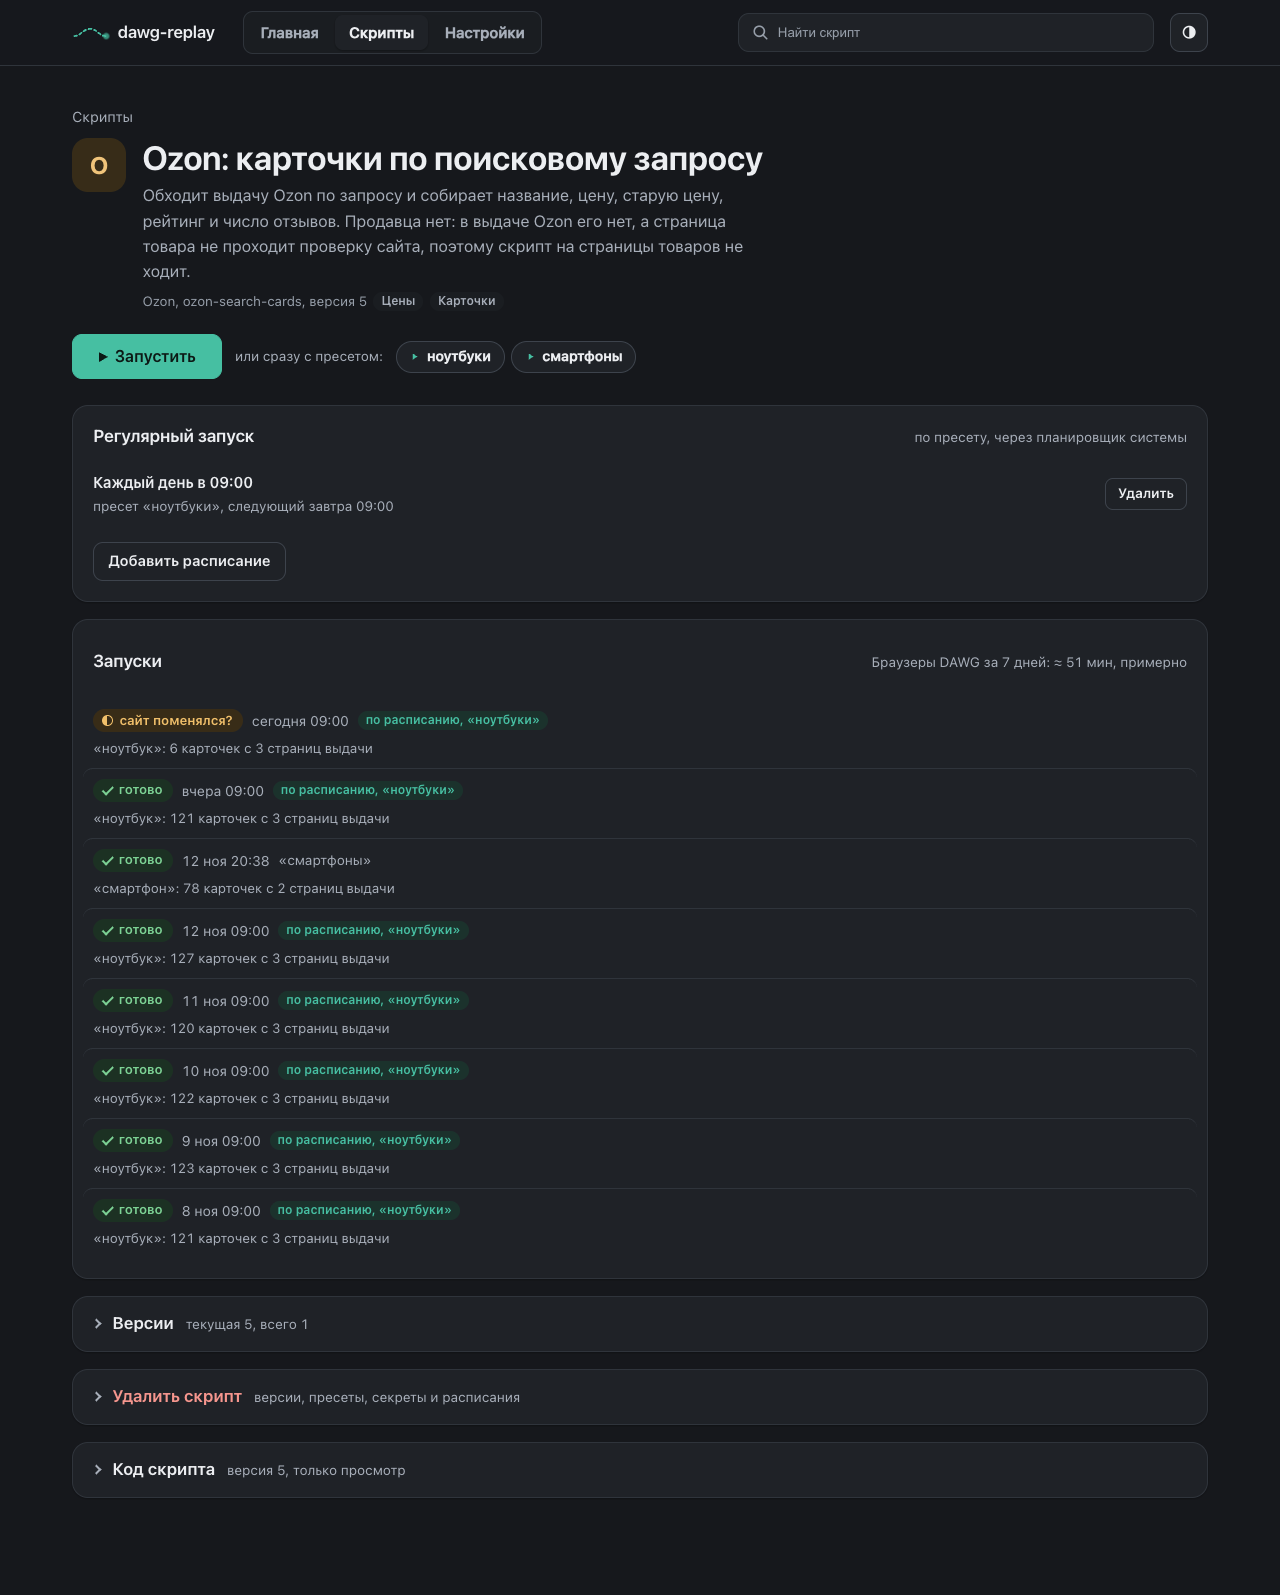 dawg-replay
Главная
Скрипты
Настройки
Найти скрипт
Скрипты
O
Ozon: карточки по поисковому запросу
Обходит выдачу Ozon по запросу и собирает название, цену, старую цену,
рейтинг и число отзывов. Продавца нет: в выдаче Ozon его нет, а страница
товара не проходит проверку сайта, поэтому скрипт на страницы товаров не
ходит.
Ozon, ozon-search-cards, версия 5 Цены Карточки
Запустить
или сразу с пресетом:
ноутбуки
смартфоны
Регулярный запуск
по пресету, через планировщик системы
Каждый день в 09:00
пресет «ноутбуки», следующий завтра 09:00
Удалить
Добавить расписание
Запуски
Браузеры DAWG за 7 дней: ≈ 51 мин, примерно
сайт поменялся? сегодня 09:00 по расписанию, «ноутбуки»
«ноутбук»: 6 карточек с 3 страниц выдачи
готово вчера 09:00 по расписанию, «ноутбуки»
«ноутбук»: 121 карточек с 3 страниц выдачи
готово 12 ноя 20:38 «смартфоны»
«смартфон»: 78 карточек с 2 страниц выдачи
готово 12 ноя 09:00 по расписанию, «ноутбуки»
«ноутбук»: 127 карточек с 3 страниц выдачи
готово 11 ноя 09:00 по расписанию, «ноутбуки»
«ноутбук»: 120 карточек с 3 страниц выдачи
готово 10 ноя 09:00 по расписанию, «ноутбуки»
«ноутбук»: 122 карточек с 3 страниц выдачи
готово 9 ноя 09:00 по расписанию, «ноутбуки»
«ноутбук»: 123 карточек с 3 страниц выдачи
готово 8 ноя 09:00 по расписанию, «ноутбуки»
«ноутбук»: 121 карточек с 3 страниц выдачи
Версии текущая 5, всего 1
Удалить скрипт версии, пресеты, секреты и расписания
Код скрипта версия 5, только просмотр